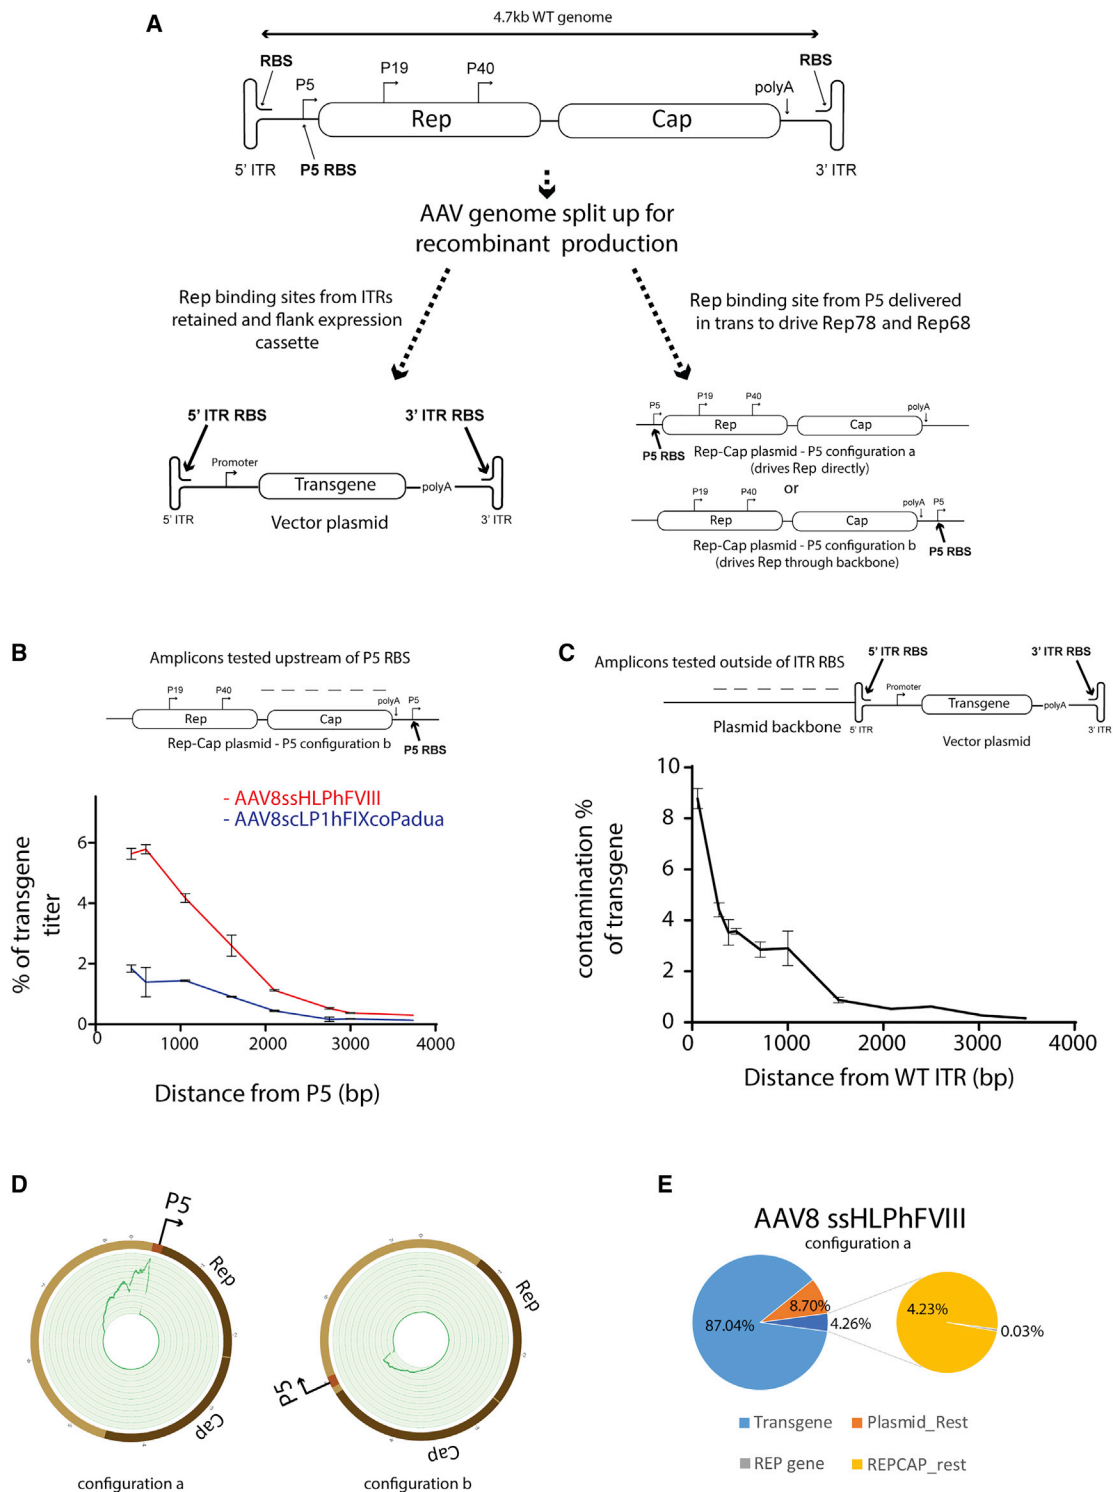 A
4.7kb WT genome
RBS
P5
P19
P40
polyA
RBS
Rep
Cap
5' ITR
P5 RBS
3' ITR
AAV genome split up for
recombinant production
Rep binding sites from ITRs
retained and flank expression
cassette
Rep binding site from P5 delivered
in trans to drive Rep78 and Rep68
5' ITR RBS
3' ITR RBS
Promoter
Transgene
polyA
5' ITR
3' ITR
Vector plasmid
P5
P19
P40
polyA
Rep
Cap
P5 RBS
Rep-Cap plasmid - P5 configuration a
(drives Rep directly)
or
P19
P40
polyA
P5
Rep
Cap
Rep-Cap plasmid - P5 configuration b
(drives Rep through backbone)
P5 RBS
B
Amplicons tested upstream of P5 RBS
P19
P40
polyA
P5
Rep
Cap
Rep-Cap plasmid - P5 configuration b
P5 RBS
- AAV8ssHLPhFVIII
- AAV8scLP1hFIXcoPadua
% of transgene
titer
6
4
2
0
0 1000 2000 3000 4000
Distance from P5 (bp)
C
Amplicons tested outside of ITR RBS
5' ITR RBS
3' ITR RBS
Promoter
Transgene
polyA
Plasmid backbone
5' ITR
3' ITR
Vector plasmid
contamination %
of transgene
10
8
6
4
2
0
0 1000 2000 3000 4000
Distance from WT ITR (bp)
D
P5
Rep
Cap
configuration a
Rep
P5
Cap
configuration b
E
AAV8 ssHLPhFVIII
configuration a
87.04%
8.70%
4.26%
4.23%
0.03%
Transgene
Plasmid_Rest
REP gene
REPCAP_rest